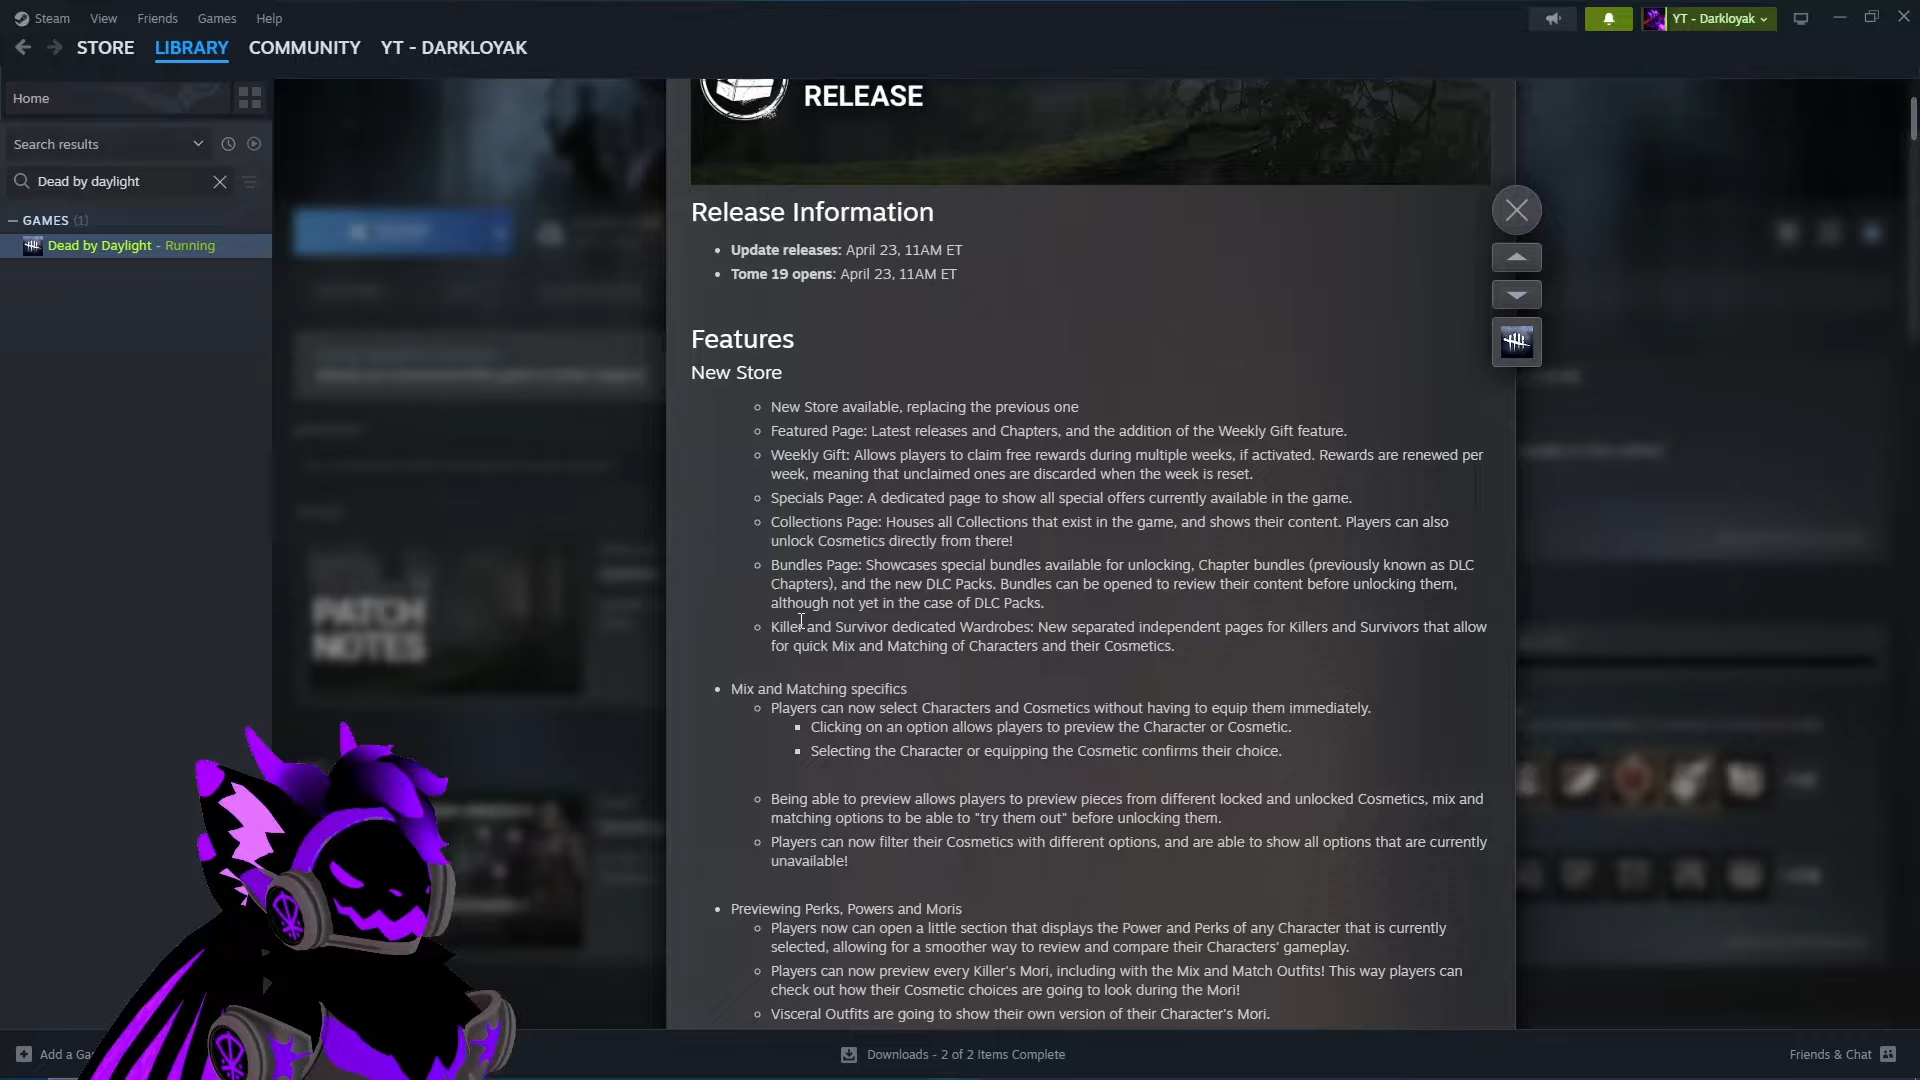 Steam View Friends Games Help
YT - Darkloyak
STORE LIBRARY COMMUNITY YT - DARKLOYAK
Home
Search results
Dead by daylight
GAMES (1)
Dead by Daylight - Running
RELEASE
Release Information
Update releases: April 23, 11AM ET
Tome 19 opens: April 23, 11AM ET
Features
New Store
New Store available, replacing the previous one
Featured Page: Latest releases and Chapters, and the addition of the Weekly Gift feature.
Weekly Gift: Allows players to claim free rewards during multiple weeks, if activated. Rewards are renewed per
week, meaning that unclaimed ones are discarded when the week is reset.
Specials Page: A dedicated page to show all special offers currently available in the game.
Collections Page: Houses all Collections that exist in the game, and shows their content. Players can also
unlock Cosmetics directly from there!
Bundles Page: Showcases special bundles available for unlocking, Chapter bundles (previously known as DLC
Chapters), and the new DLC Packs. Bundles can be opened to review their content before unlocking them,
although not yet in the case of DLC Packs.
Killer and Survivor dedicated Wardrobes: New separated independent pages for Killers and Survivors that allow
for quick Mix and Matching of Characters and their Cosmetics.
Mix and Matching specifics
Players can now select Characters and Cosmetics without having to equip them immediately.
Clicking on an option allows players to preview the Character or Cosmetic.
Selecting the Character or equipping the Cosmetic confirms their choice.
Being able to preview allows players to preview pieces from different locked and unlocked Cosmetics, mix and
matching options to be able to "try them out" before unlocking them.
Players can now filter their Cosmetics with different options, and are able to show all options that are currently
unavailable!
Previewing Perks, Powers and Moris
Players now can open a little section that displays the Power and Perks of any Character that is currently
selected, allowing for a smoother way to review and compare their Characters' gameplay.
Players can now preview every Killer's Mori, including with the Mix and Match Outfits! This way players can
check out how their Cosmetic choices are going to look during the Mori!
Visceral Outfits are going to show their own version of their Character's Mori.
PATCH
NOTES
Add a Ga
Downloads - 2 of 2 Items Complete
Friends & Chat